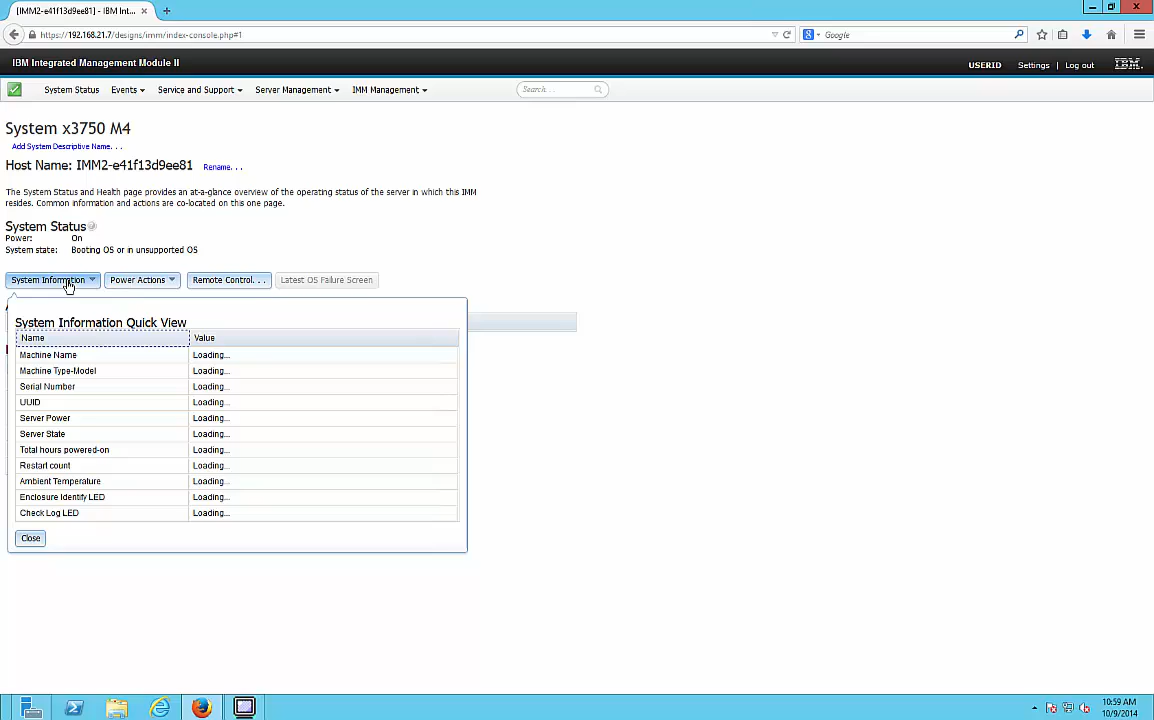 [IMM2-e41f13d9ee81] - IBM Int...
https://192.168.21.7/designs/imm/index-console.php#1
Google
IBM Integrated Management Module II
USERID Settings | Log out IBM.
System Status Events Service and Support Server Management IMM Management Search...
System x3750 M4
Add System Descriptive Name...
Host Name: IMM2-e41f13d9ee81 Rename...
The System Status and Health page provides an at-a-glance overview of the operating status of the server in which this IMM
resides. Common information and actions are co-located on this one page.
System Status
Power: On
System state: Booting OS or in unsupported OS
System Information Power Actions Remote Control... Latest OS Failure Screen
System Information Quick View
Name Value
Machine Name Loading...
Machine Type-Model Loading...
Serial Number Loading...
UUID Loading...
Server Power Loading...
Server State Loading...
Total hours powered-on Loading...
Restart count Loading...
Ambient Temperature Loading...
Enclosure Identify LED Loading...
Check Log LED Loading...
Close
10:59 AM
10/9/2014